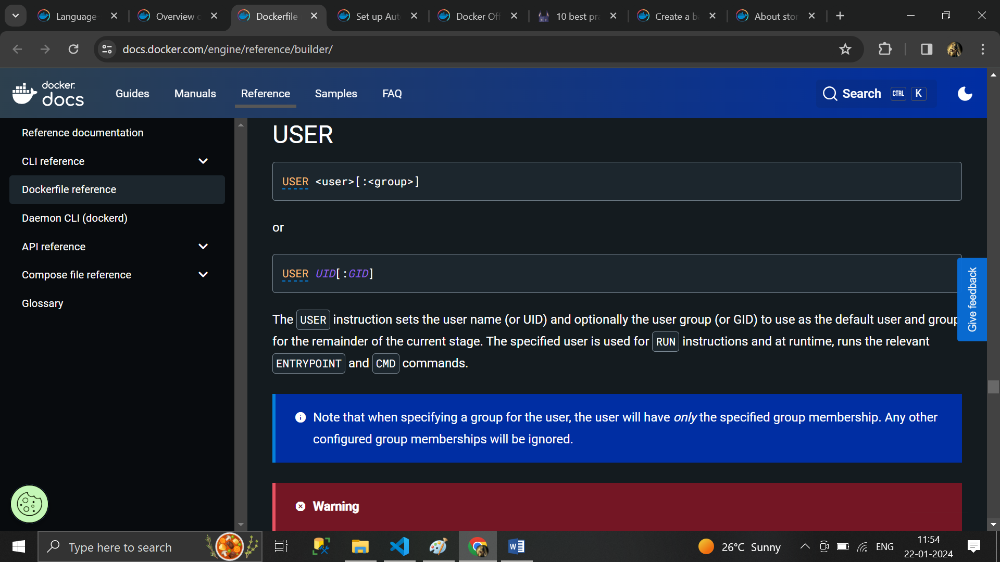 Language-
Overview
Dockerfile
Set up Aut
Docker Off
10 best pra
Create a ba
About stor
docs.docker.com/engine/reference/builder/
docker
docs
Guides
Manuals
Reference
Samples
FAQ
Search
CTRL
K
Reference documentation
CLI reference
Dockerfile reference
Daemon CLI (dockerd)
API reference
Compose file reference
Glossary
USER
USER <user>[:<group>]
or
USER UID[:GID]
The USER instruction sets the user name (or UID) and optionally the user group (or GID) to use as the default user and group
for the remainder of the current stage. The specified user is used for RUN instructions and at runtime, runs the relevant
ENTRYPOINT and CMD commands.
Note that when specifying a group for the user, the user will have only the specified group membership. Any other
configured group memberships will be ignored.
Warning
Give feedback
Type here to search
26°C Sunny
ENG
11:54
22-01-2024